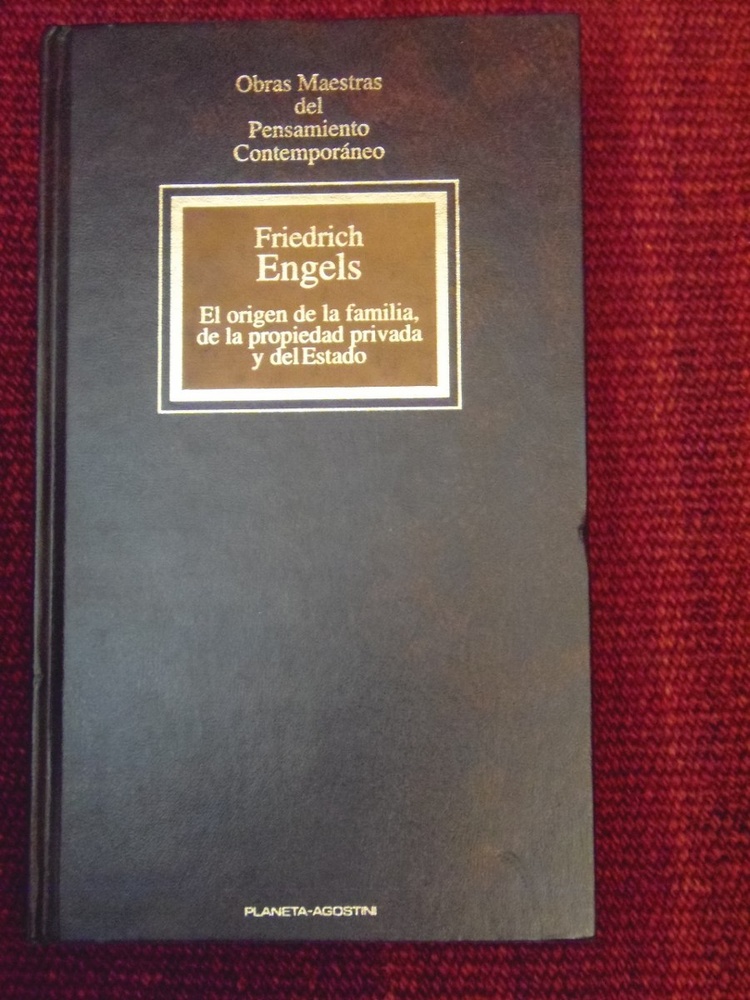 Obras Maestras
del
Pensamiento
Contemporáneo
Friedrich
Engels
El origen de la familia,
de la propiedad privada
y del Estado
PLANETA-AGOSTINI